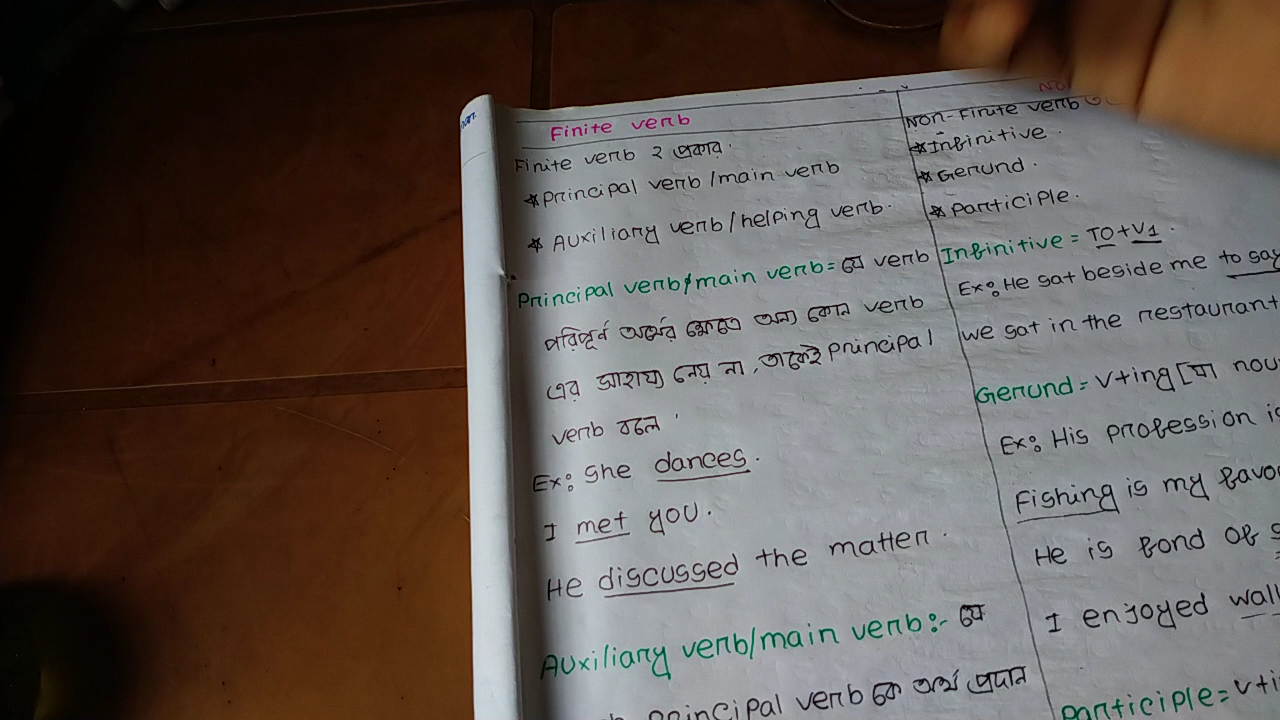 Finite verb
Finite verb ২ প্রকার.
*Principal verb/main verb
* Auxiliary verb/helping verb.
Principal verb/main verb= যে verb
পরিপূর্ণ অর্থের ক্ষেত্রে অন্য কোন verb
এর সাহায্য নেয় না, তাকেই principal
verb বলে.
Ex: She dances.
I met you.
He discussed the matter.
Auxiliary verb/main verb:- যে
principal verb কে অর্থ প্রদান
Non-Finite verb
*Infinitive.
*Gerund.
*Participle.
Infinitive = TO+V1.
Ex: He sat beside me to say
we sat in the restaurant
Gerund= V+ing [যা nou
Ex: His profession is
Fishing is my favo
He is fond of
I enjoyed wal
Participle= V+i